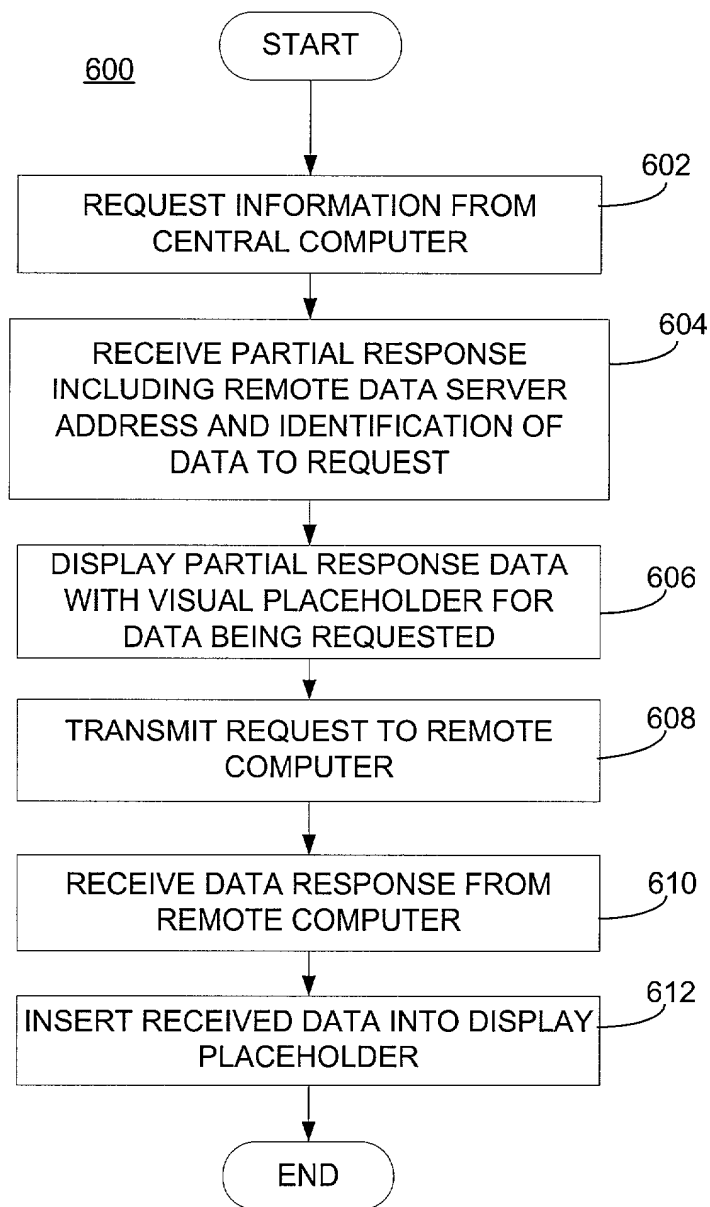 START
600
602
REQUEST INFORMATION FROM
CENTRAL COMPUTER
604
RECEIVE PARTIAL RESPONSE
INCLUDING REMOTE DATA SERVER
ADDRESS AND IDENTIFICATION OF
DATA TO REQUEST
DISPLAY PARTIAL RESPONSE DATA
WITH VISUAL PLACEHOLDER FOR
DATA BEING REQUESTED
606
TRANSMIT REQUEST TO REMOTE
COMPUTER
608
RECEIVE DATA RESPONSE FROM
REMOTE COMPUTER
610
612
INSERT RECEIVED DATA INTO DISPLAY
PLACEHOLDER
END